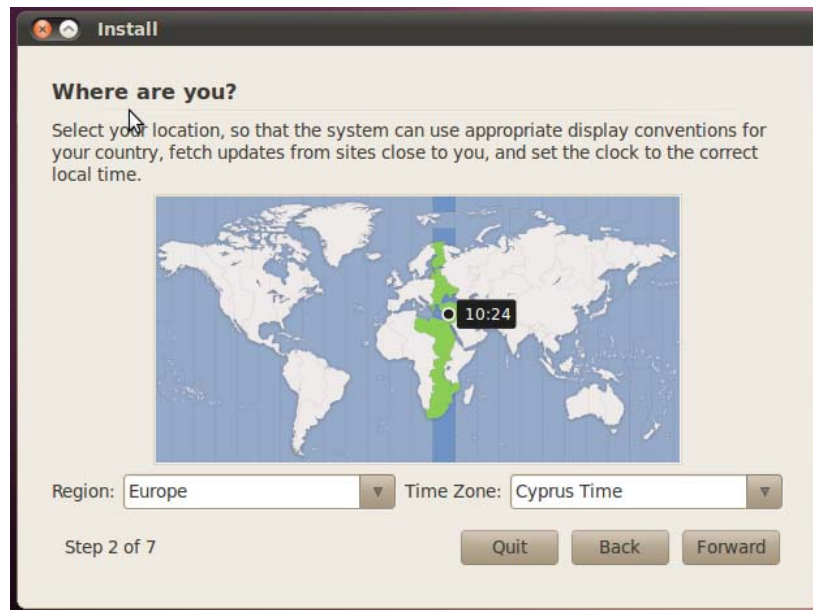 Install
Where are you?
Select your location, so that the system can use appropriate display conventions for
your country, fetch updates from sites close to you, and set the clock to the correct
local time.
10:24
Region: Europe Time Zone: Cyprus Time
Step 2 of 7 Quit Back Forward